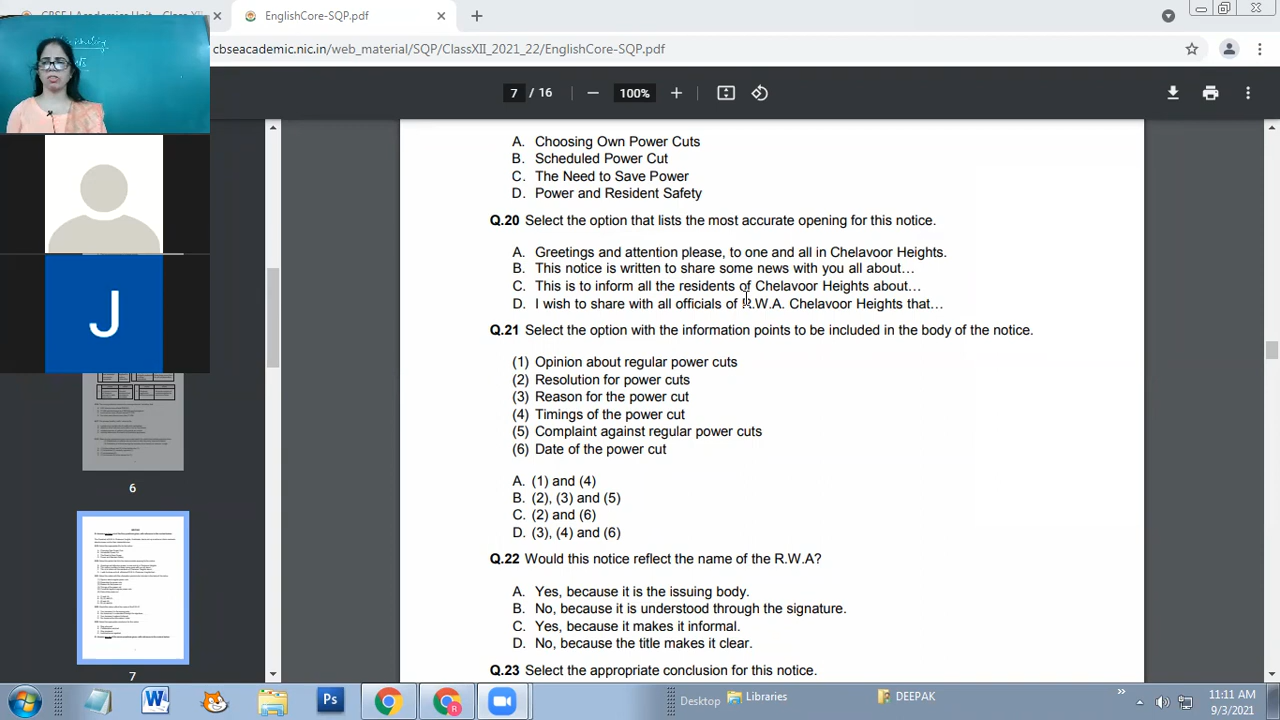 CBSE | Academics Unit - Class XII
EnglishCore-SQP.pdf
cbseacademic.nic.in/web_material/SQP/ClassXII_2021_22/EnglishCore-SQP.pdf
7 / 16
100%
A. Choosing Own Power Cuts
B. Scheduled Power Cut
C. The Need to Save Power
D. Power and Resident Safety
Q.20 Select the option that lists the most accurate opening for this notice.
A. Greetings and attention please, to one and all in Chelavoor Heights.
B. This notice is written to share some news with you all about…
C. This is to inform all the residents of Chelavoor Heights about…
D. I wish to share with all officials of R.W.A. Chelavoor Heights that…
Q.21 Select the option with the information points to be included in the body of the notice.
(1) Opinion about regular power cuts
(2) Resolution for power cuts
(3) Reason for the power cut
(4) Timings of the power cut
(5) Complaint against regular power cuts
(6) Date of the power cut
A. (1) and (4)
B. (2), (3) and (5)
C. (2) and (6)
D. and (6)
Q.22 this notice reflect the name of the R.W.A?
A. Yes, because it is the issuing body.
B. No, because it is understood through the signature.
C. Yes, because it makes it informal.
D. No, because the title makes it clear.
Q.23 Select the appropriate conclusion for this notice.
6
7
J
Desktop
Libraries
DEEPAK
11:11 AM
9/3/2021